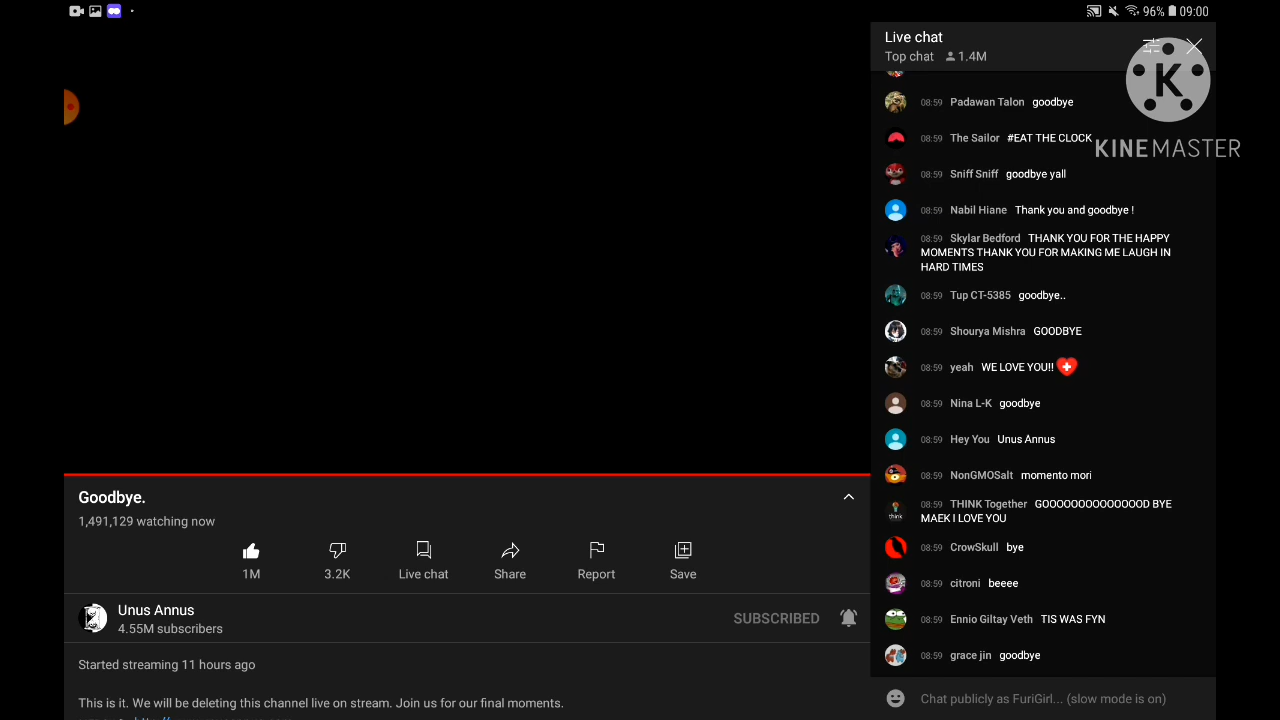 96% 09:00
Live chat
Top chat 1.4M
K
KINEMASTER
08:59 Padawan Talon goodbye
08:59 The Sailor #EAT THE CLOCK
08:59 Sniff Sniff goodbye yall
08:59 Nabil Hiane Thank you and goodbye !
08:59 Skylar Bedford THANK YOU FOR THE HAPPY
MOMENTS THANK YOU FOR MAKING ME LAUGH IN
HARD TIMES
08:59 Tup CT-5385 goodbye..
08:59 Shourya Mishra GOODBYE
08:59 yeah WE LOVE YOU!!
08:59 Nina L-K goodbye
08:59 Hey You Unus Annus
08:59 NonGMOSalt momento mori
08:59 THINK Together GOOOOOOOOOOOOOOD BYE
MAEK I LOVE YOU
think
08:59 CrowSkull bye
08:59 citroni beeee
08:59 Ennio Giltay Veth TIS WAS FYN
08:59 grace jin goodbye
Chat publicly as FuriGirl... (slow mode is on)
Goodbye.
1,491,129 watching now
1M 3.2K Live chat Share Report Save
Unus Annus
4.55M subscribers
SUBSCRIBED
Started streaming 11 hours ago
This is it. We will be deleting this channel live on stream. Join us for our final moments.